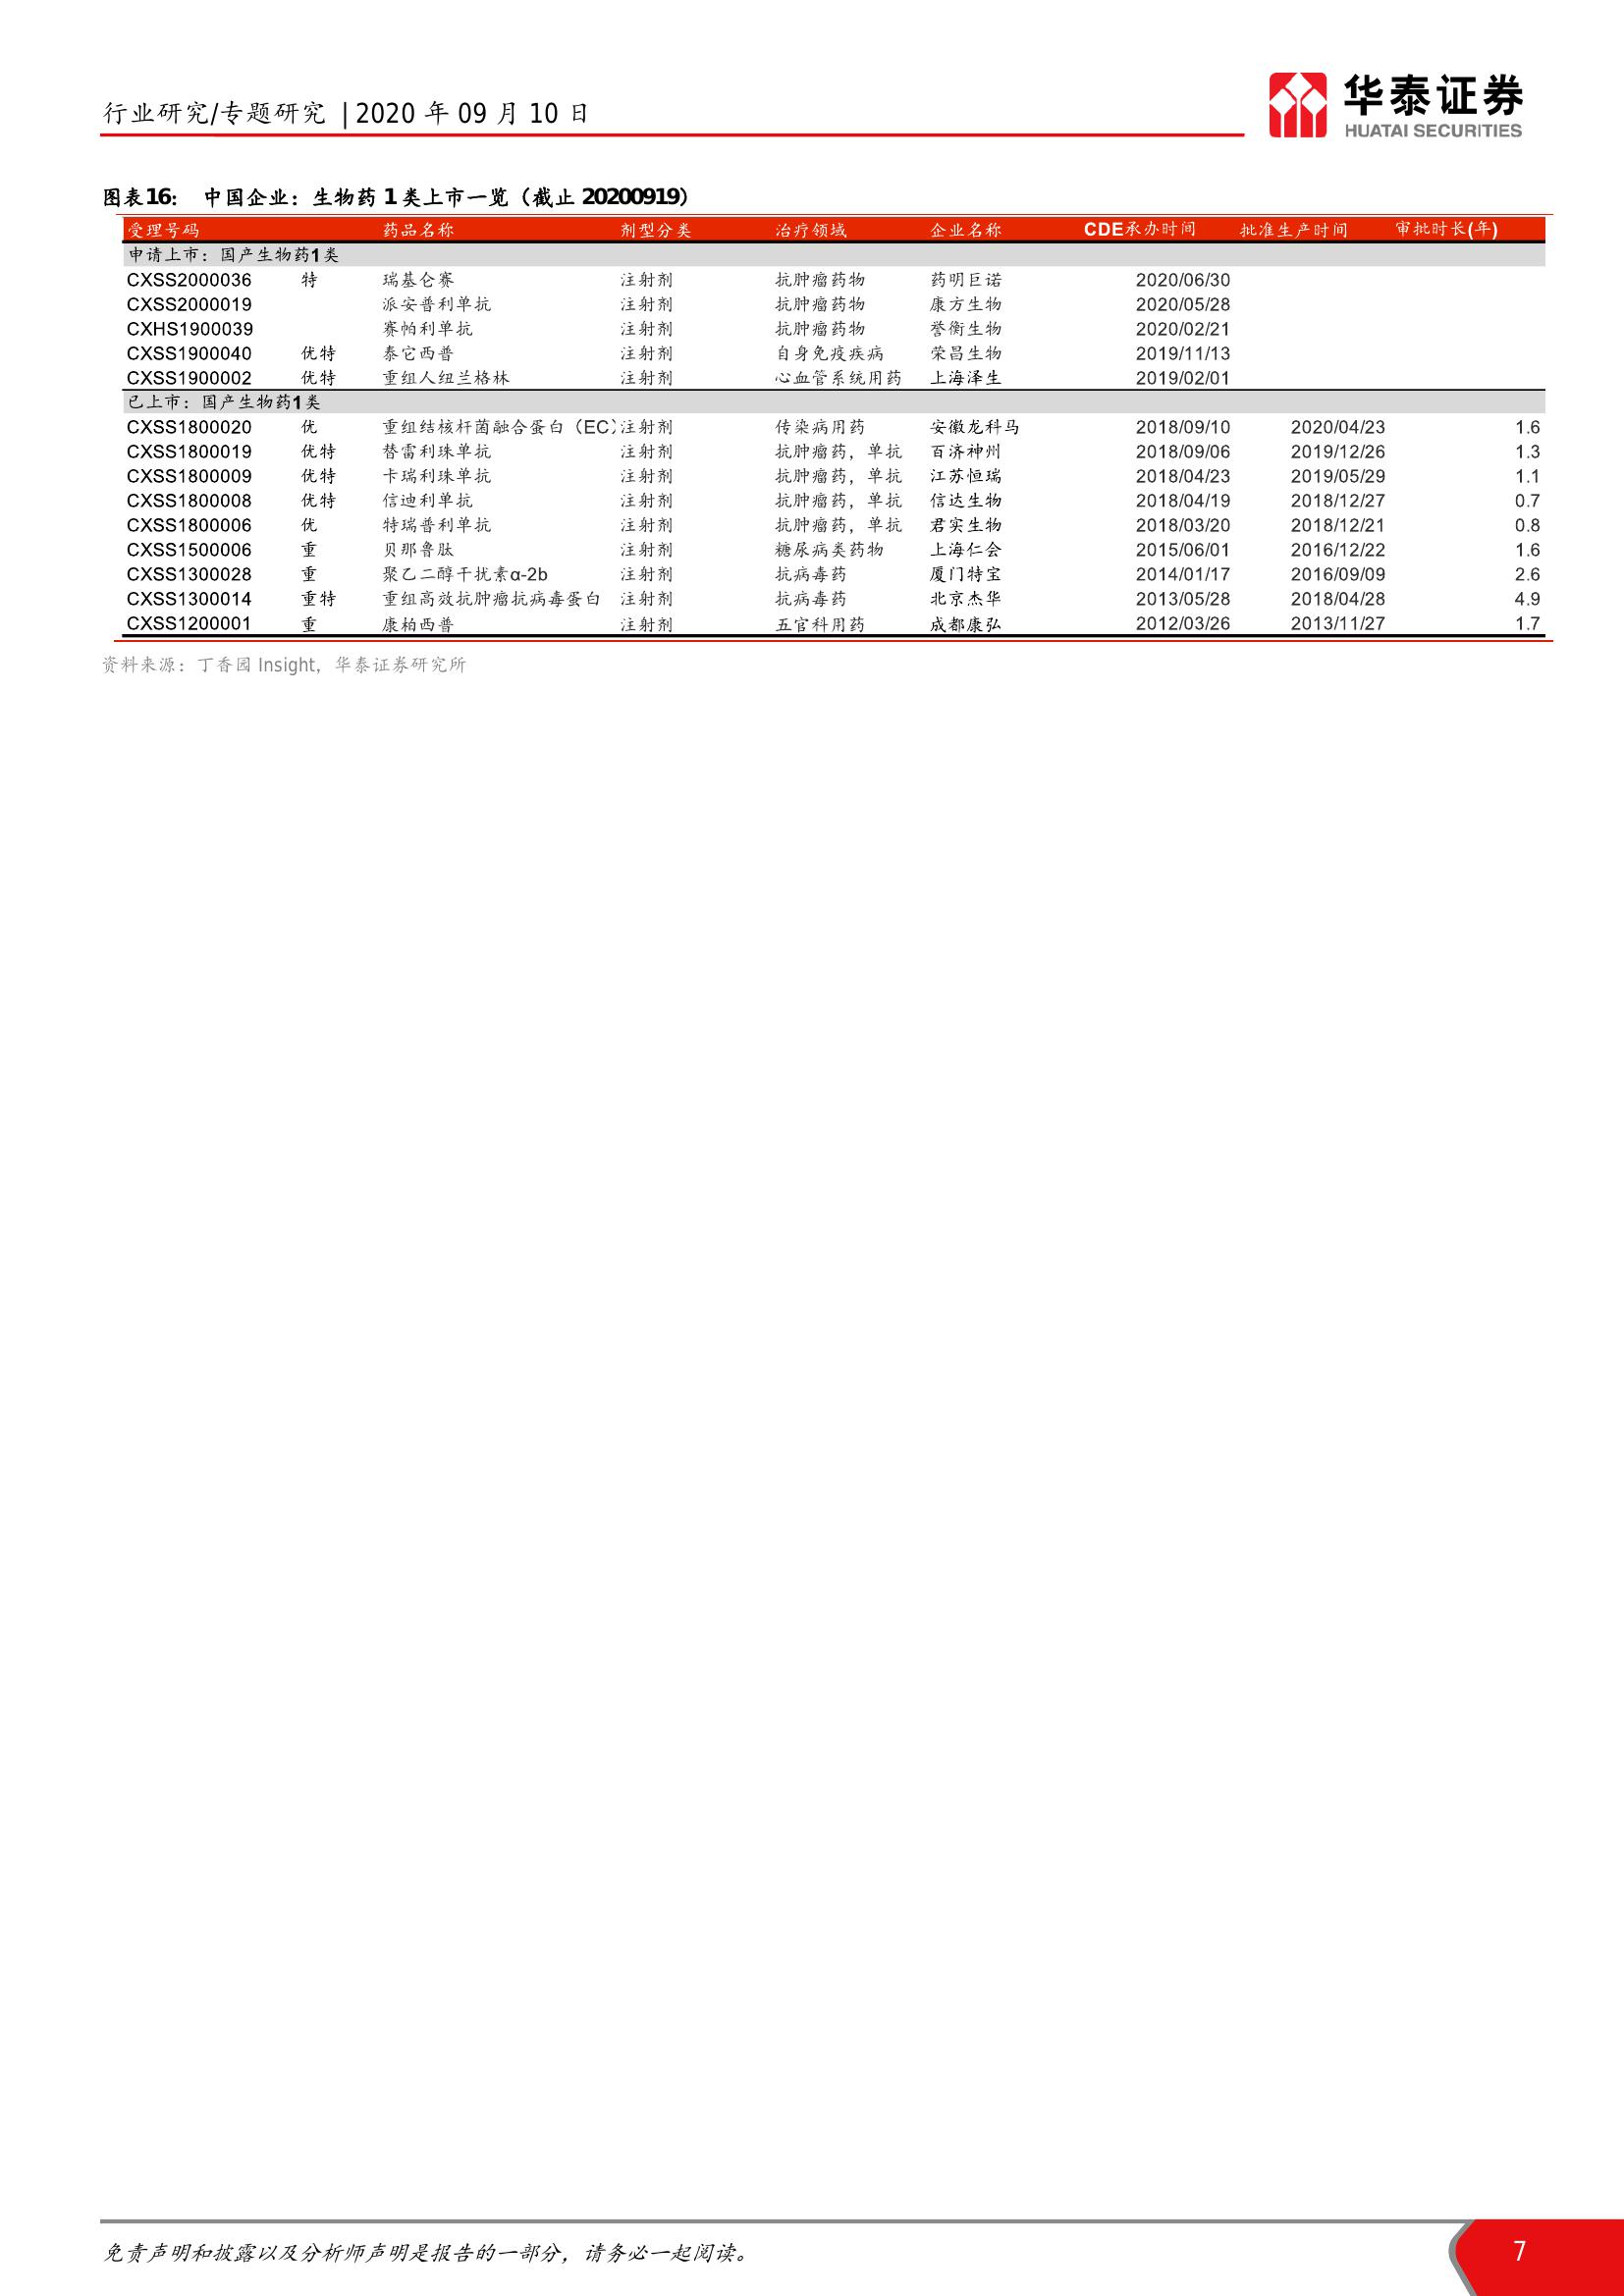 行业研究/专题研究 | 2020 年 09 月 10 日
华泰证券
HUATAI SECURITIES
图表16： 中国企业：生物药 1 类上市一览（截止 20200919）
受理号码 药品名称 剂型分类 治疗领域 企业名称 CDE承办时间 批准生产时间 审批时长(年)
申请上市：国产生物药1类
CXSS2000036 特 瑞基仑赛 注射剂 抗肿瘤药物 药明巨诺 2020/06/30
CXSS2000019 派安普利单抗 注射剂 抗肿瘤药物 康方生物 2020/05/28
CXHS1900039 赛帕利单抗 注射剂 抗肿瘤药物 誉衡生物 2020/02/21
CXSS1900040 优特 泰它西普 注射剂 自身免疫疾病 荣昌生物 2019/11/13
CXSS1900002 优特 重组人纽兰格林 注射剂 心血管系统用药 上海泽生 2019/02/01
已上市：国产生物药1类
CXSS1800020 优 重组结核杆菌融合蛋白（EC） 注射剂 传染病用药 安徽龙科马 2018/09/10 2020/04/23 1.6
CXSS1800019 优特 替雷利珠单抗 注射剂 抗肿瘤药，单抗 百济神州 2018/09/06 2019/12/26 1.3
CXSS1800009 优特 卡瑞利珠单抗 注射剂 抗肿瘤药，单抗 江苏恒瑞 2018/04/23 2019/05/29 1.1
CXSS1800008 优特 信迪利单抗 注射剂 抗肿瘤药，单抗 信达生物 2018/04/19 2018/12/27 0.7
CXSS1800006 优 特瑞普利单抗 注射剂 抗肿瘤药，单抗 君实生物 2018/03/20 2018/12/21 0.8
CXSS1500006 重 贝那鲁肽 注射剂 糖尿病类药物 上海仁会 2015/06/01 2016/12/22 1.6
CXSS1300028 重 聚乙二醇干扰素α-2b 注射剂 抗病毒药 厦门特宝 2014/01/17 2016/09/09 2.6
CXSS1300014 重特 重组高效抗肿瘤抗病毒蛋白 注射剂 抗病毒药 北京杰华 2013/05/28 2018/04/28 4.9
CXSS1200001 重 康柏西普 注射剂 五官科用药 成都康弘 2012/03/26 2013/11/27 1.7
资料来源：丁香园 Insight，华泰证券研究所
免责声明和披露以及分析师声明是报告的一部分，请务必一起阅读。
7